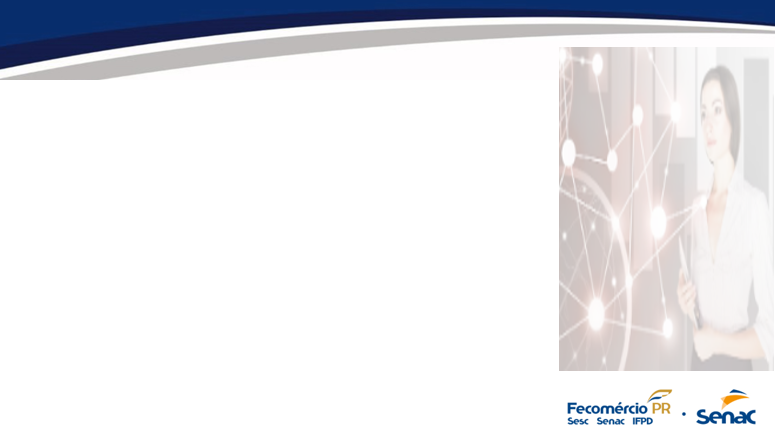 Fecomércio PR
Sesc Senac IFPD
Senac